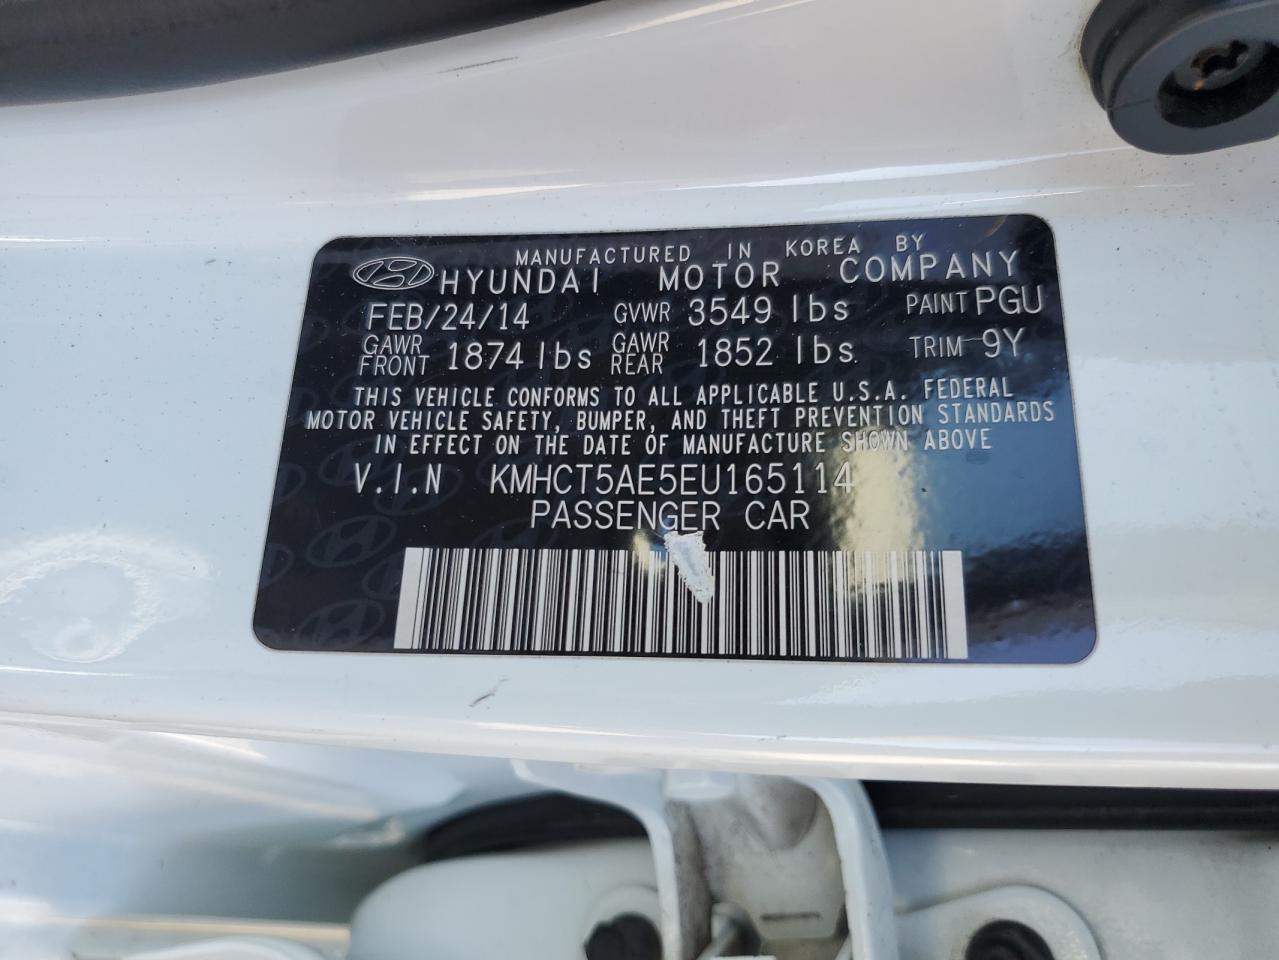 MANUFACTURED IN KOREA BY
HYUNDAI MOTOR COMPANY
FEB/24/14 GVWR 3549 lbs PAINT PGU
GAWR FRONT 1874 lbs GAWR REAR 1852 lbs. TRIM 9Y
THIS VEHICLE CONFORMS TO ALL APPLICABLE U.S.A. FEDERAL
MOTOR VEHICLE SAFETY, BUMPER, AND THEFT PREVENTION STANDARDS
IN EFFECT ON THE DATE OF MANUFACTURE SHOWN ABOVE
V.I.N KMHCT5AE5EU165114
PASSENGER CAR